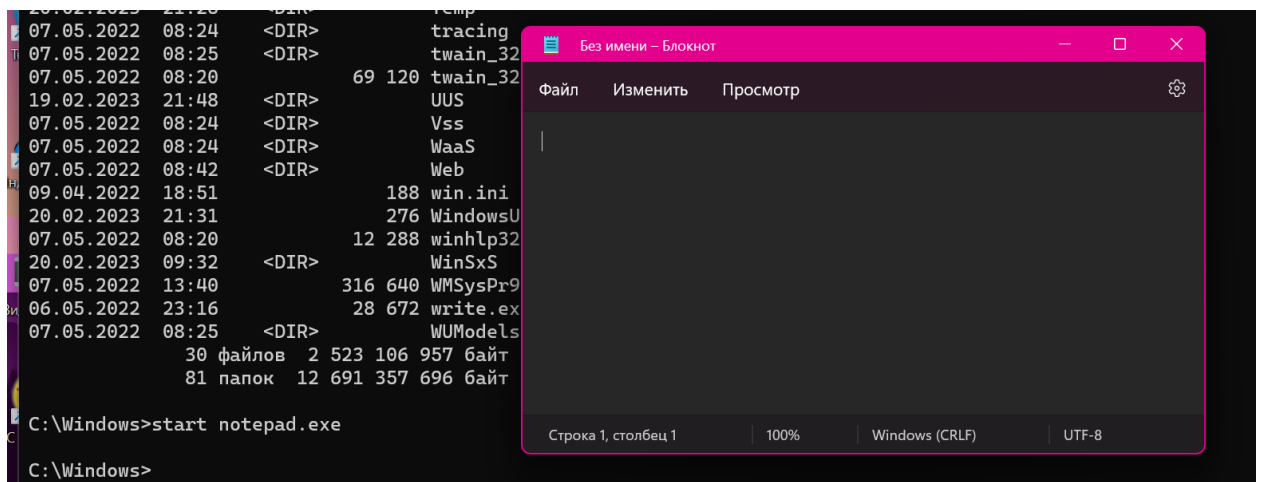 07.05.2022 08:24 <DIR> tracing
07.05.2022 08:25 <DIR> twain_32
07.05.2022 08:20 69 120 twain_32
19.02.2023 21:48 <DIR> UUS
07.05.2022 08:24 <DIR> Vss
07.05.2022 08:24 <DIR> WaaS
07.05.2022 08:42 <DIR> Web
09.04.2022 18:51 188 win.ini
20.02.2023 21:31 276 WindowsU
07.05.2022 08:20 12 288 winhlp32
20.02.2023 09:32 <DIR> WinSxS
07.05.2022 13:40 316 640 WMSysPr9
06.05.2022 23:16 28 672 write.ex
07.05.2022 08:25 <DIR> WUModels
30 файлов 2 523 106 957 байт
81 папок 12 691 357 696 байт
C:\Windows>start notepad.exe
C:\Windows>
Без имени – Блокнот
Файл Изменить Просмотр
Строка 1, столбец 1 100% Windows (CRLF) UTF-8